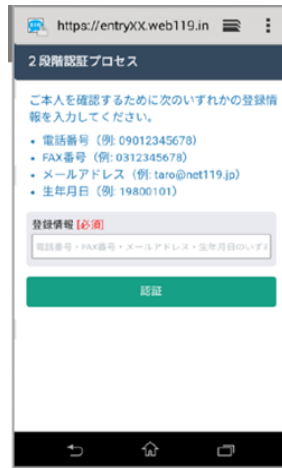 https://entryXX.web119.in
2段階認証プロセス
ご本人を確認するために次のいずれかの登録情
報を入力してください。
• 電話番号（例: 09012345678）
• FAX番号（例: 0312345678）
• メールアドレス（例: taro@net119.jp）
• 生年月日（例: 19800101）
登録情報 [必須]
電話番号・FAX番号・メールアドレス・生年月日のいずれ
認証